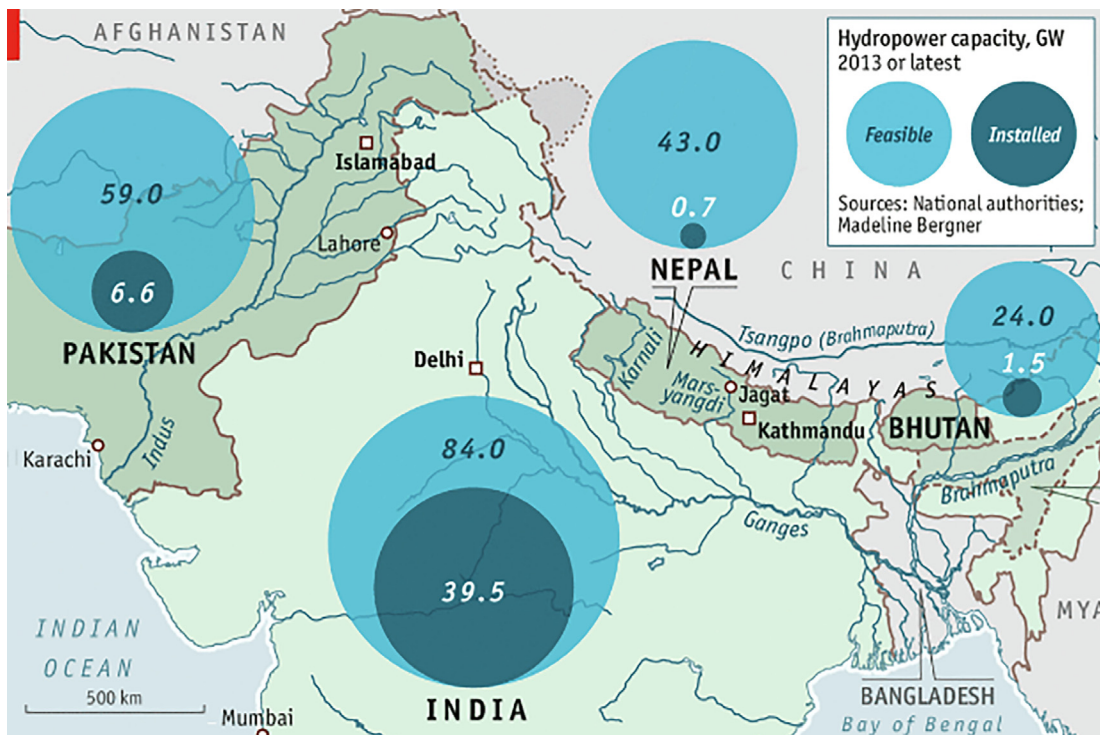 AFGHANISTAN
Hydropower capacity, GW
2013 or latest
Feasible
Installed
Sources: National authorities;
Madeline Bergner
59.0
6.6
PAKISTAN
Islamabad
Lahore
43.0
0.7
NEPAL
CHINA
24.0
1.5
BHUTAN
Tsangpo (Brahmaputra)
HIMALAYAS
Karnali
Mars-
yangdi
Jagat
Kathmandu
Delhi
Indus
Karachi
84.0
39.5
INDIA
Ganges
Brahmaputra
INDIAN
OCEAN
500 km
Mumbai
BANGLADESH
Bay of Bengal
MYA